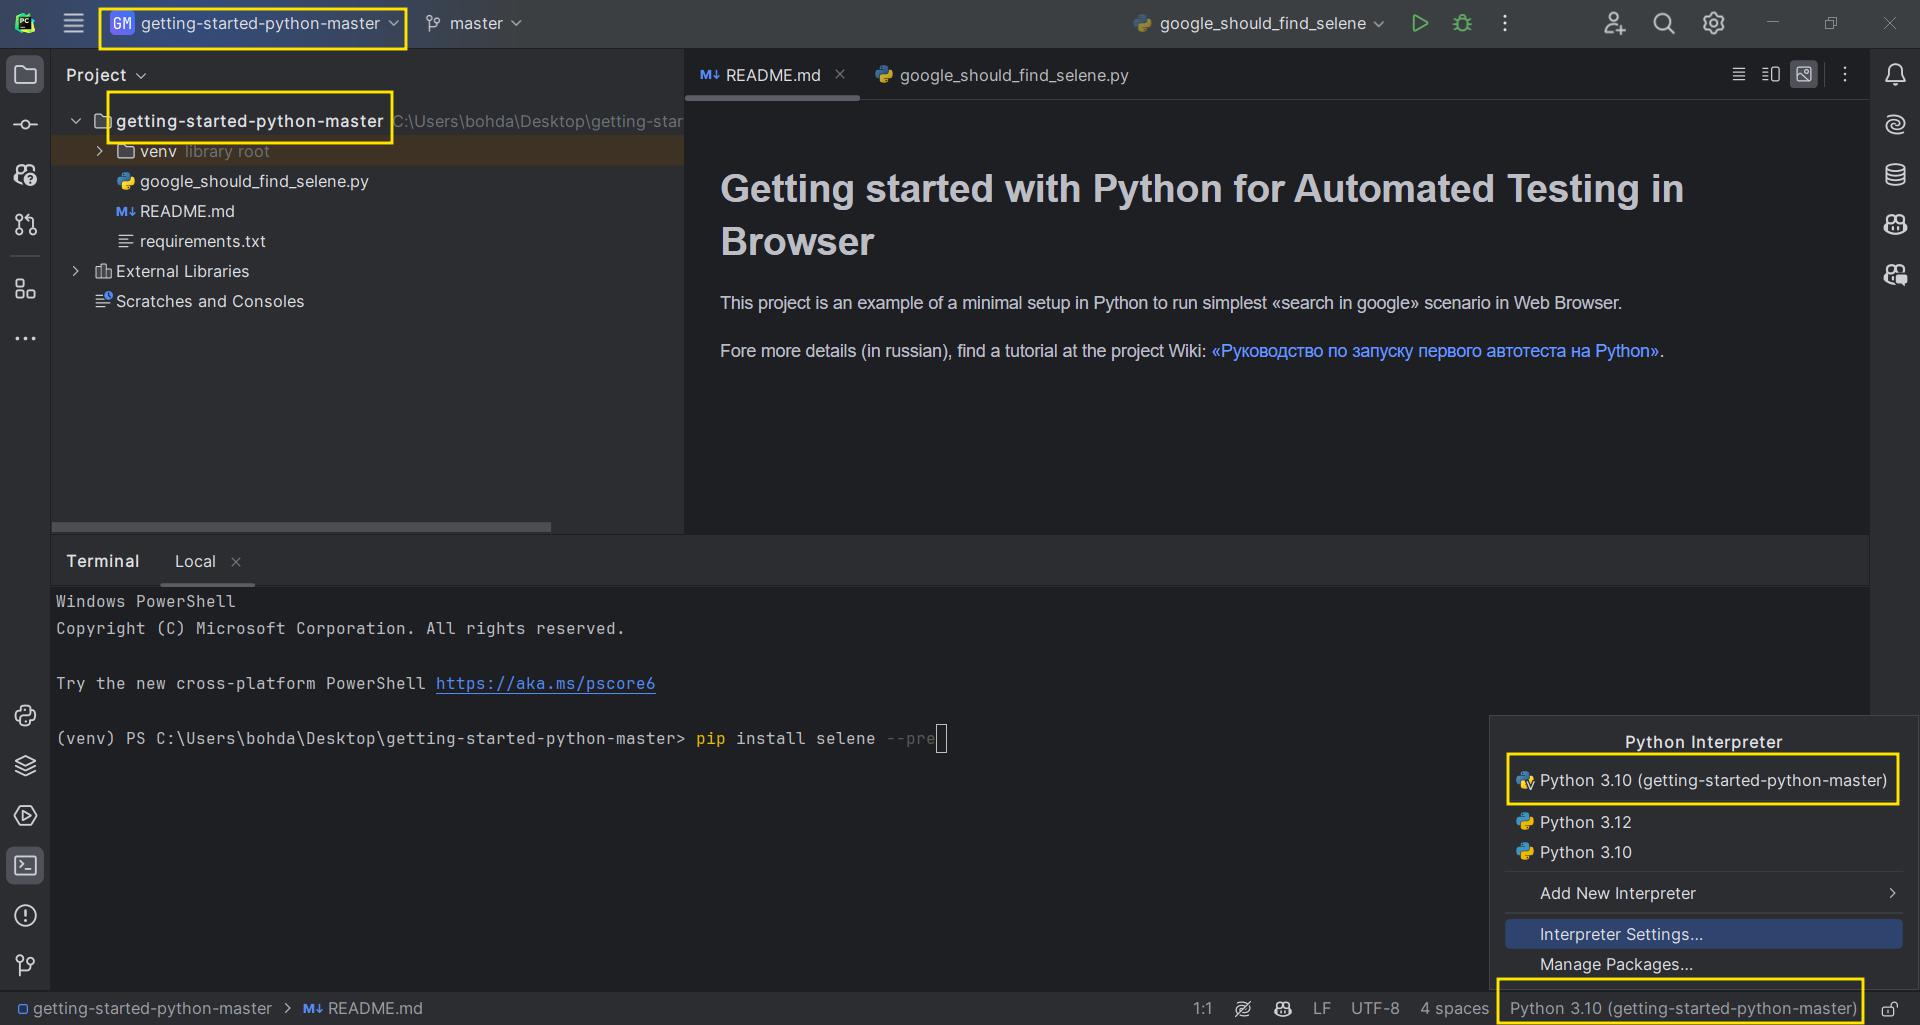 GM getting-started-python-master
master
google_should_find_selene
Project
README.md
google_should_find_selene.py
getting-started-python-master C:\Users\bohda\Desktop\getting-star
venv library root
google_should_find_selene.py
M↓ README.md
requirements.txt
External Libraries
Scratches and Consoles
Getting started with Python for Automated Testing in
Browser
This project is an example of a minimal setup in Python to run simplest «search in google» scenario in Web Browser.
Fore more details (in russian), find a tutorial at the project Wiki: «Руководство по запуску первого автотеста на Python».
Terminal
Local
Windows PowerShell
Copyright (C) Microsoft Corporation. All rights reserved.
Try the new cross-platform PowerShell https://aka.ms/pscore6
(venv) PS C:\Users\bohda\Desktop\getting-started-python-master> pip install selene --pre
Python Interpreter
Python 3.10 (getting-started-python-master)
Python 3.12
Python 3.10
Add New Interpreter
Interpreter Settings...
Manage Packages...
getting-started-python-master > M↓ README.md
1:1
LF
UTF-8
4 spaces
Python 3.10 (getting-started-python-master)